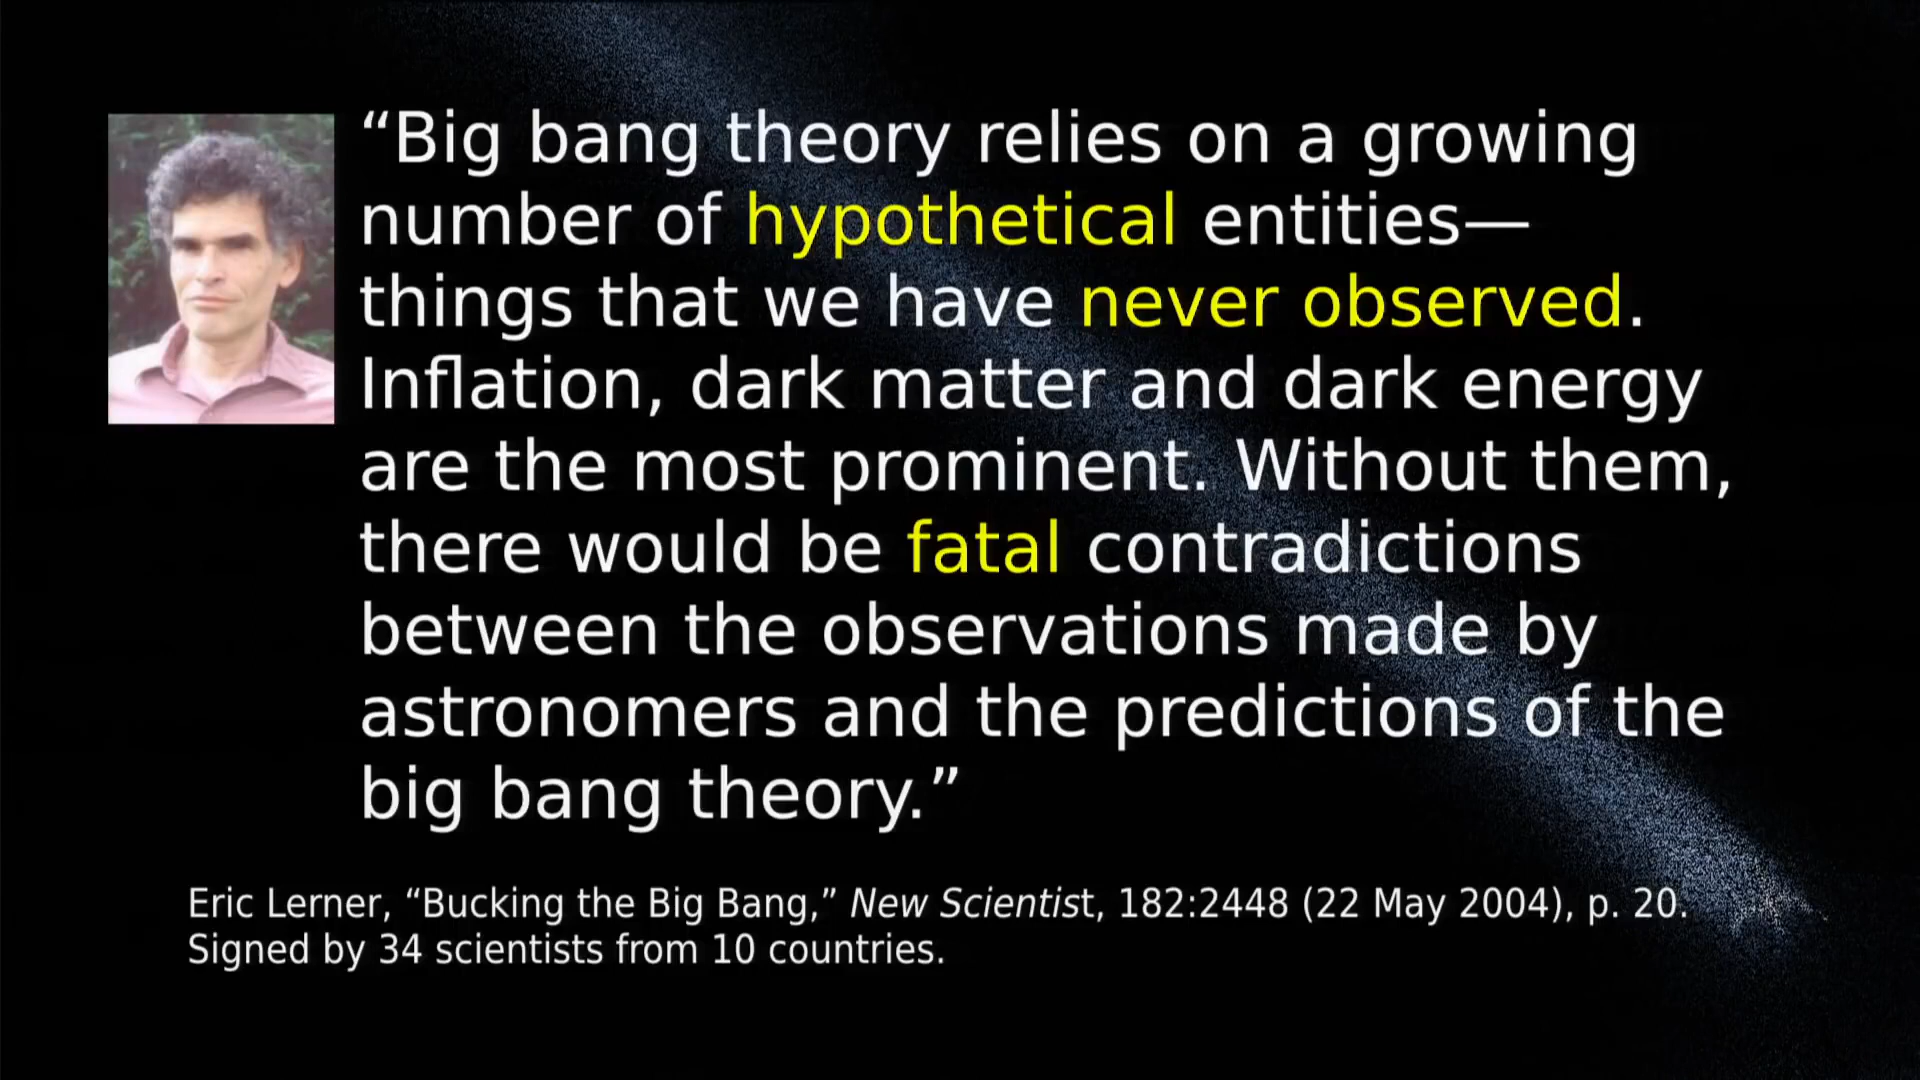 “Big bang theory relies on a growing
number of hypothetical entities—
things that we have never observed.
Inflation, dark matter and dark energy
are the most prominent. Without them,
there would be fatal contradictions
between the observations made by
astronomers and the predictions of the
big bang theory.”
Eric Lerner, “Bucking the Big Bang,” New Scientist, 182:2448 (22 May 2004), p. 20.
Signed by 34 scientists from 10 countries.